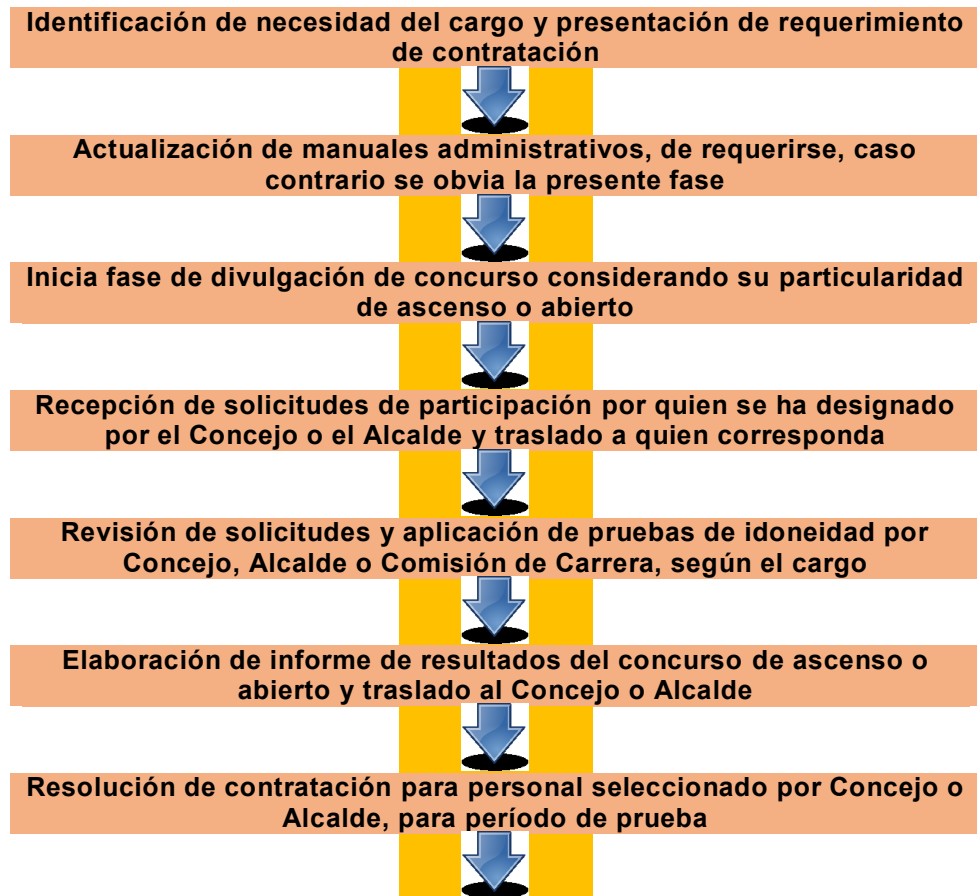 Identificación de necesidad del cargo y presentación de requerimiento
de contratación
Actualización de manuales administrativos, de requerirse, caso
contrario se obvia la presente fase
Inicia fase de divulgación de concurso considerando su particularidad
de ascenso o abierto
Recepción de solicitudes de participación por quien se ha designado
por el Concejo o el Alcalde y traslado a quien corresponda
Revisión de solicitudes y aplicación de pruebas de idoneidad por
Concejo, Alcalde o Comisión de Carrera, según el cargo
Elaboración de informe de resultados del concurso de ascenso o
abierto y traslado al Concejo o Alcalde
Resolución de contratación para personal seleccionado por Concejo o
Alcalde, para período de prueba